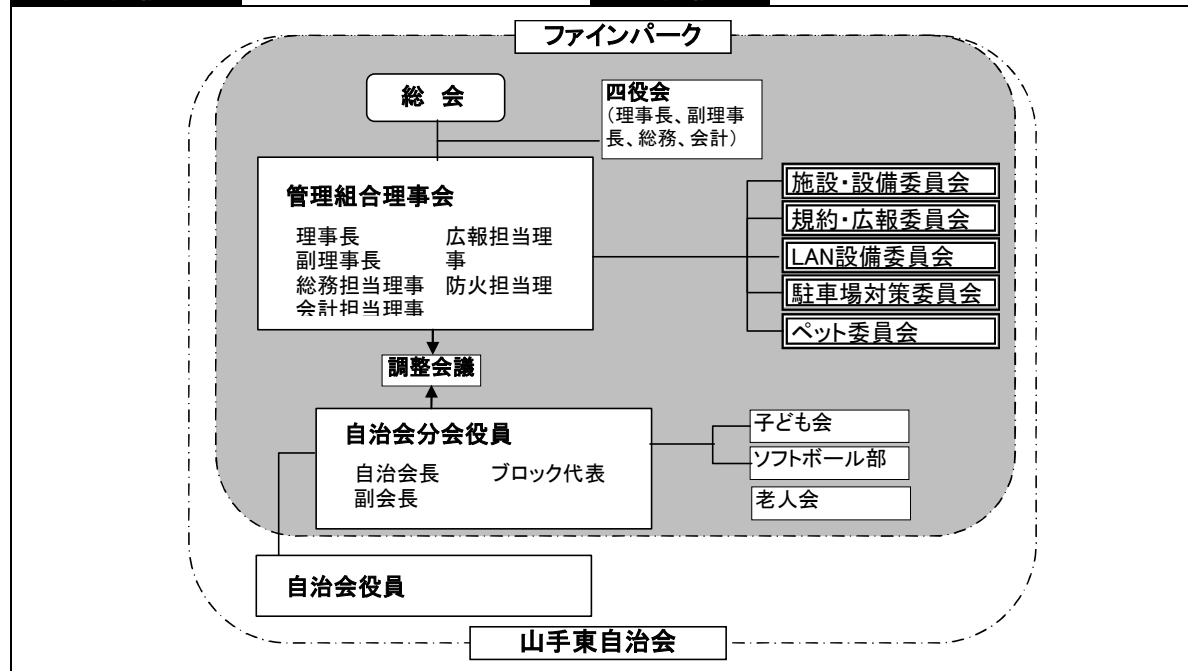 ファインパーク
総 会
四役会
(理事長、副理事
長、総務、会計)
管理組合理事会
理事長
副理事長
総務担当理事
会計担当理事
広報担当理
事
防火担当理
施設・設備委員会
規約・広報委員会
LAN設備委員会
駐車場対策委員会
ペット委員会
調整会議
自治会分会役員
自治会長
副会長
ブロック代表
子ども会
ソフトボール部
老人会
自治会役員
山手東自治会